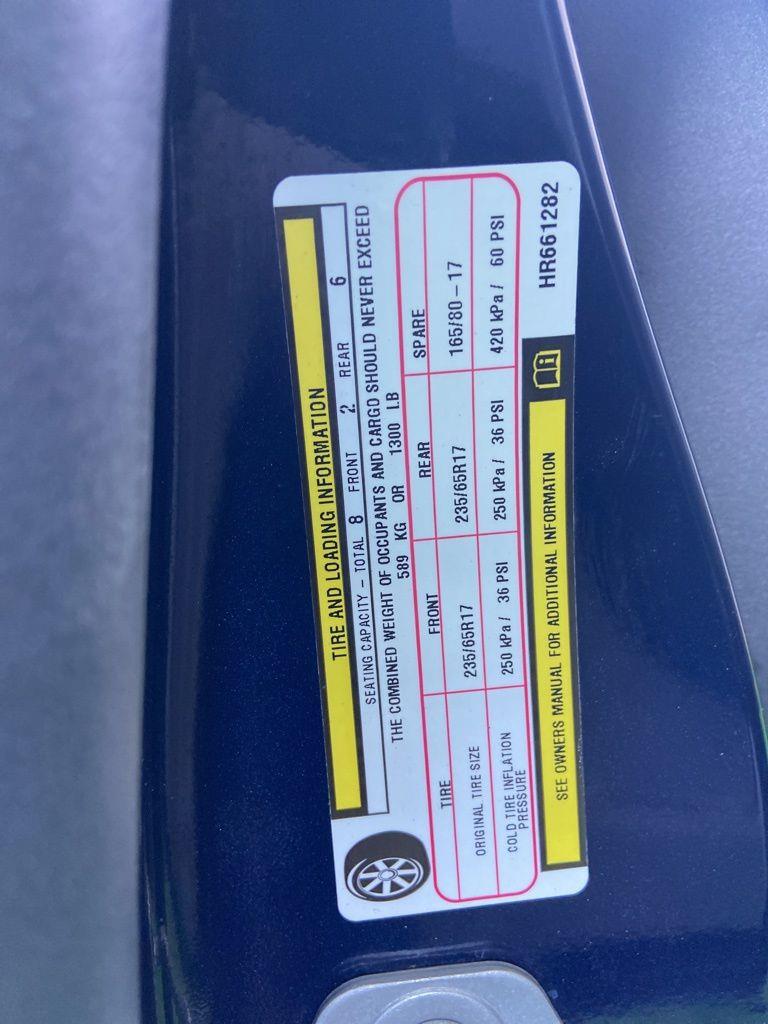 TIRE AND LOADING INFORMATION
SEATING CAPACITY – TOTAL 8 FRONT 2 REAR 6
THE COMBINED WEIGHT OF OCCUPANTS AND CARGO SHOULD NEVER EXCEED
589 KG OR 1300 LB
TIRE FRONT REAR SPARE
ORIGINAL TIRE SIZE 235/65R17 235/65R17 165/80 – 17
COLD TIRE INFLATION PRESSURE 250 kPa / 36 PSI 250 kPa / 36 PSI 420 kPa / 60 PSI
SEE OWNERS MANUAL FOR ADDITIONAL INFORMATION
HR661282